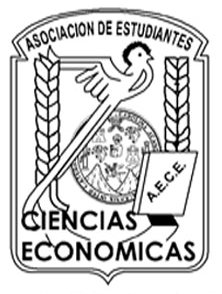 ASOCIACION DE ESTUDIANTES
A.E.C.E.
CIENCIAS
ECONOMICAS